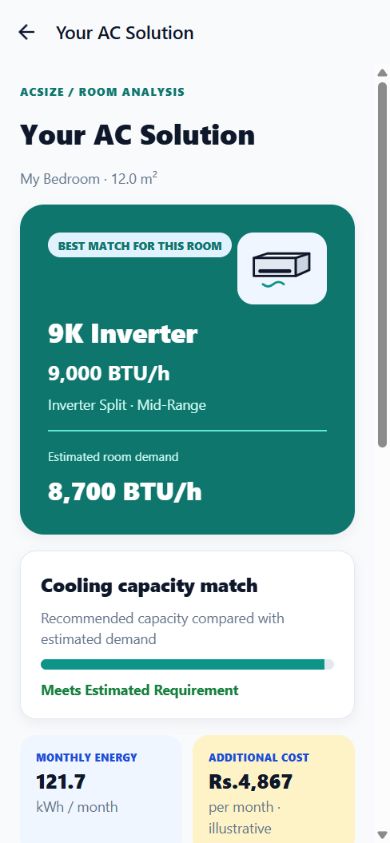 Your AC Solution
ACSIZE / ROOM ANALYSIS
Your AC Solution
My Bedroom · 12.0 m²
BEST MATCH FOR THIS ROOM
9K Inverter
9,000 BTU/h
Inverter Split · Mid-Range
Estimated room demand
8,700 BTU/h
Cooling capacity match
Recommended capacity compared with
estimated demand
Meets Estimated Requirement
MONTHLY ENERGY
121.7
kWh / month
ADDITIONAL COST
Rs.4,867
per month ·
illustrative